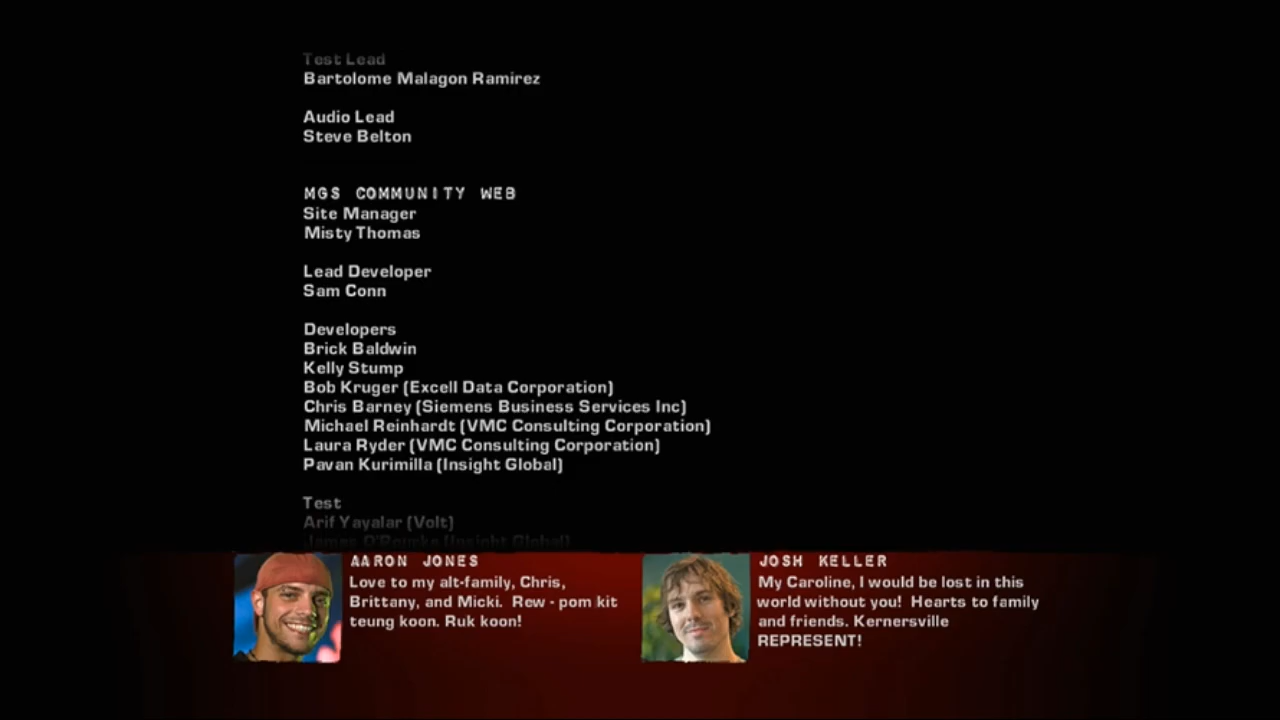 Test Lead
Bartolome Malagon Ramirez
Audio Lead
Steve Belton
MGS COMMUNITY WEB
Site Manager
Misty Thomas
Lead Developer
Sam Conn
Developers
Brick Baldwin
Kelly Stump
Bob Kruger (Excell Data Corporation)
Chris Barney (Siemens Business Services Inc)
Michael Reinhardt (VMC Consulting Corporation)
Laura Ryder (VMC Consulting Corporation)
Pavan Kurimilla (Insight Global)
Test
Arif Yayalar (Volt)
James O'Rourke (Insight Global)
AARON JONES
Love to my alt-family, Chris,
Brittany, and Micki. Rew - pom kit
teung koon. Ruk koon!
JOSH KELLER
My Caroline, I would be lost in this
world without you! Hearts to family
and friends. Kernersville
REPRESENT!